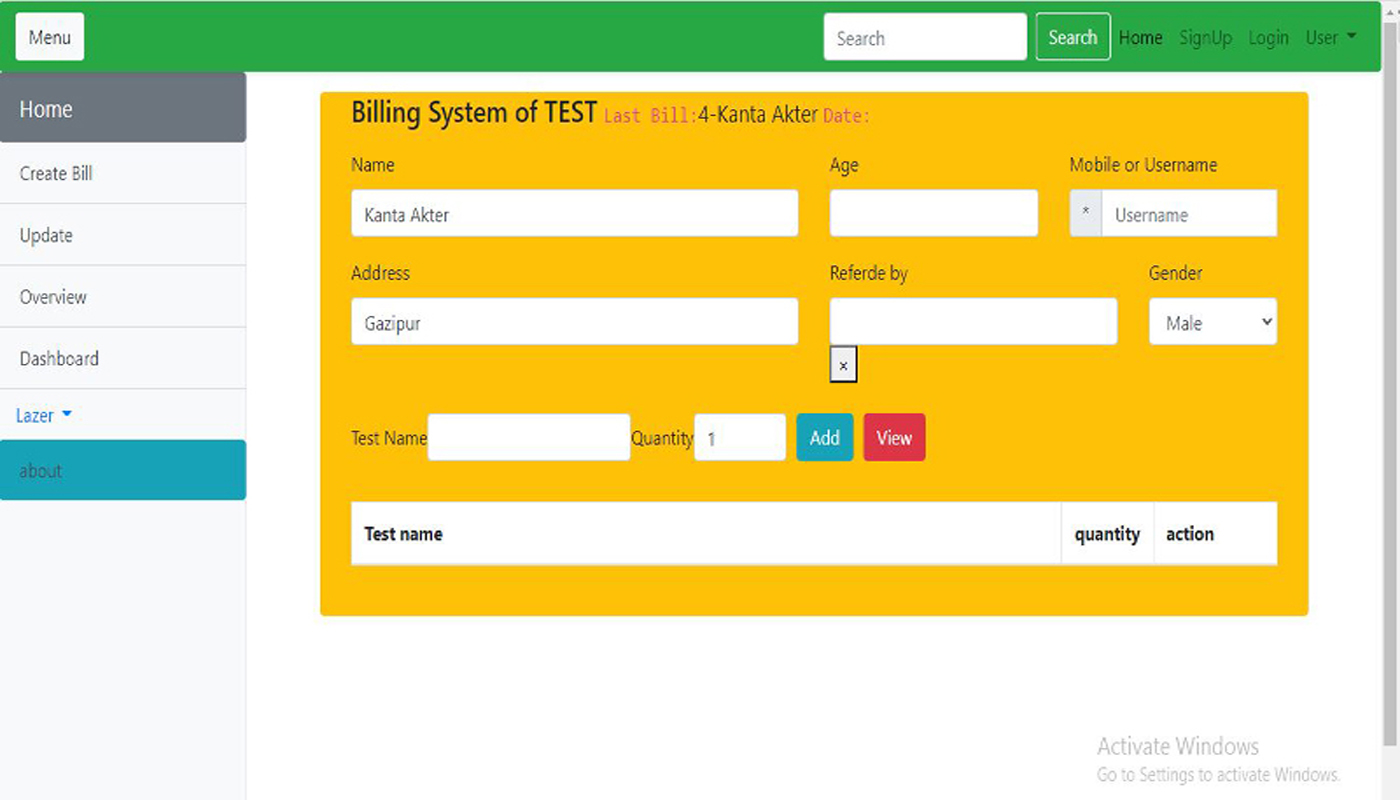 Menu Search Search Home SignUp Login User
Home
Create Bill
Update
Overview
Dashboard
Lazer
about
Billing System of TEST Last Bill:4-Kanta Akter Date:
Name Age Mobile or Username
Kanta Akter * Username
Address Referde by Gender
Gazipur Male
×
Test Name Quantity 1 Add View
Test name quantity action
Activate Windows
Go to Settings to activate Windows.